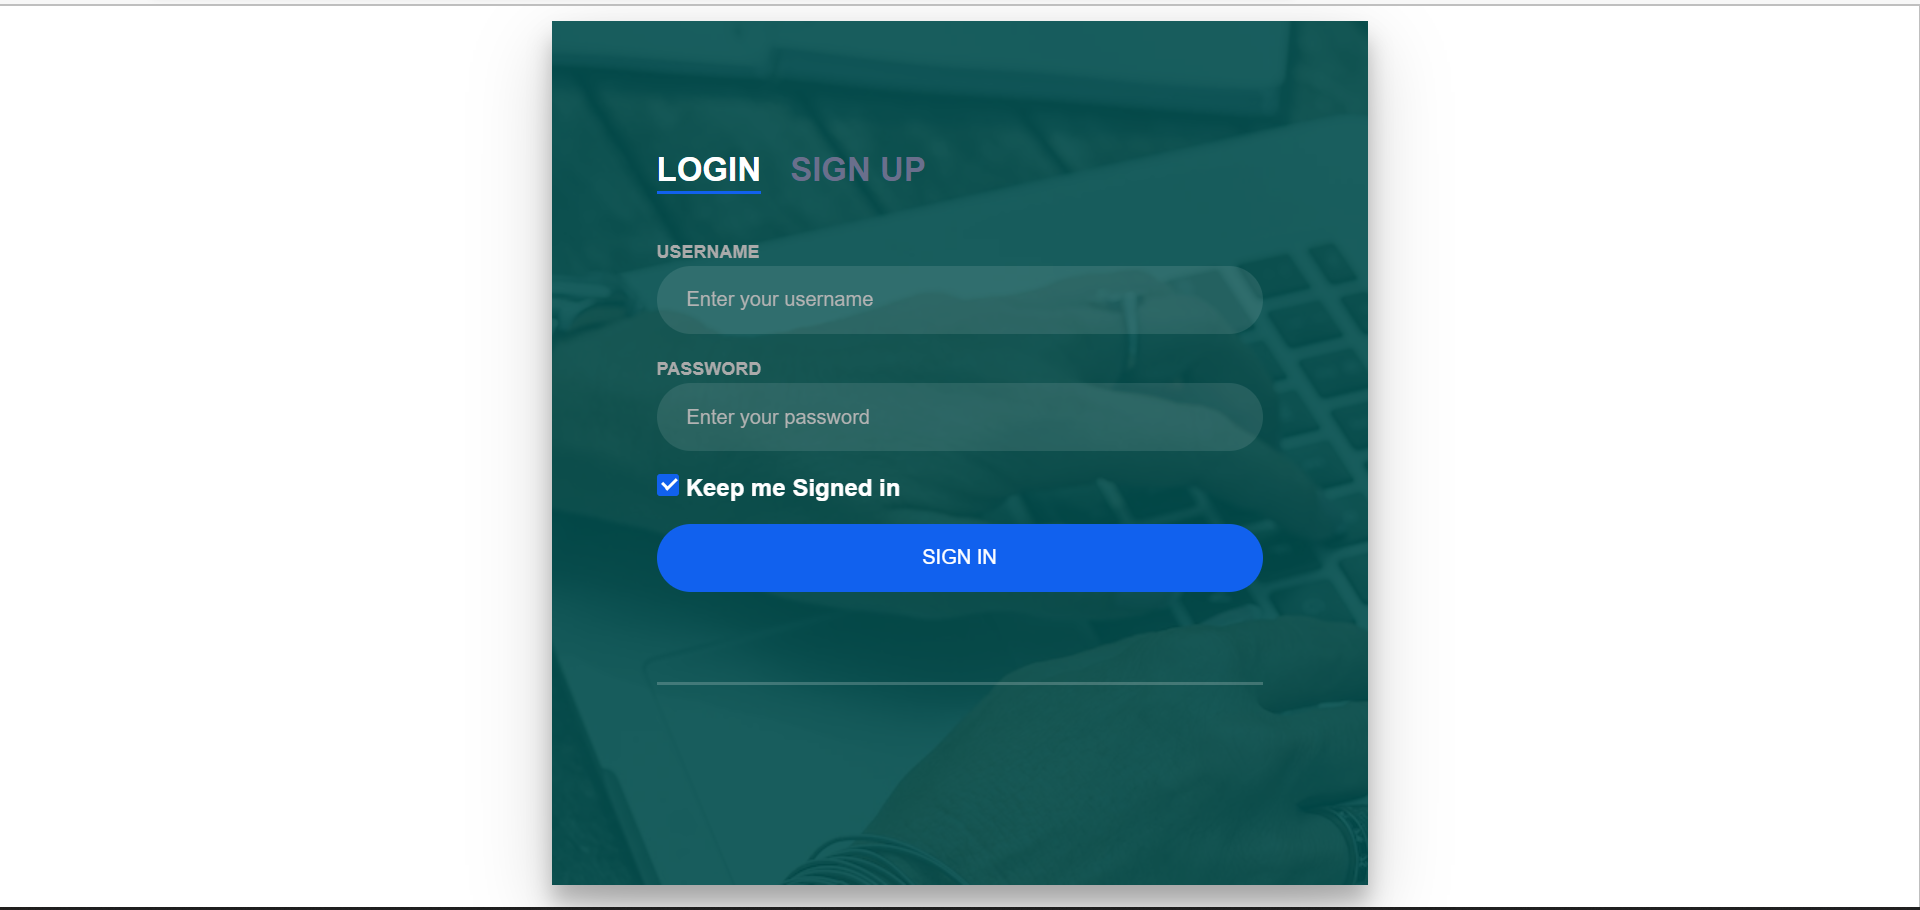 LOGIN SIGN UP
USERNAME
Enter your username
PASSWORD
Enter your password
Keep me Signed in
SIGN IN